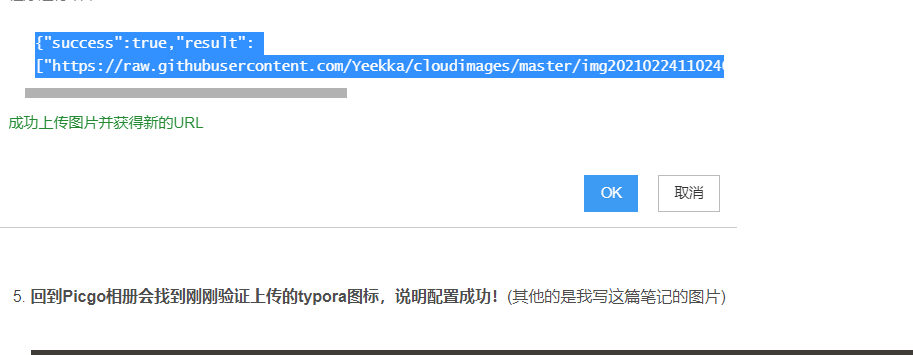 {"success":true,"result":
["https://raw.githubusercontent.com/Yeekka/cloudimages/master/img2021022411024
成功上传图片并获得新的URL
OK
取消
5. 回到Picgo相册会找到刚刚验证上传的typora图标，说明配置成功！(其他的是我写这篇笔记的图片)